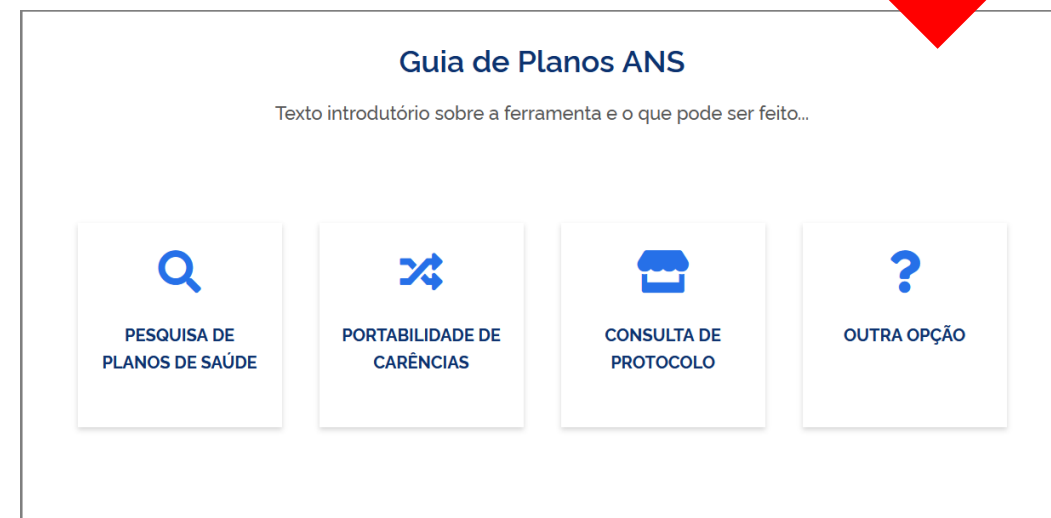 Guia de Planos ANS
Texto introdutório sobre a ferramenta e o que pode ser feito...
PESQUISA DE
PLANOS DE SAÚDE
PORTABILIDADE DE
CARÊNCIAS
CONSULTA DE
PROTOCOLO
OUTRA OPÇÃO